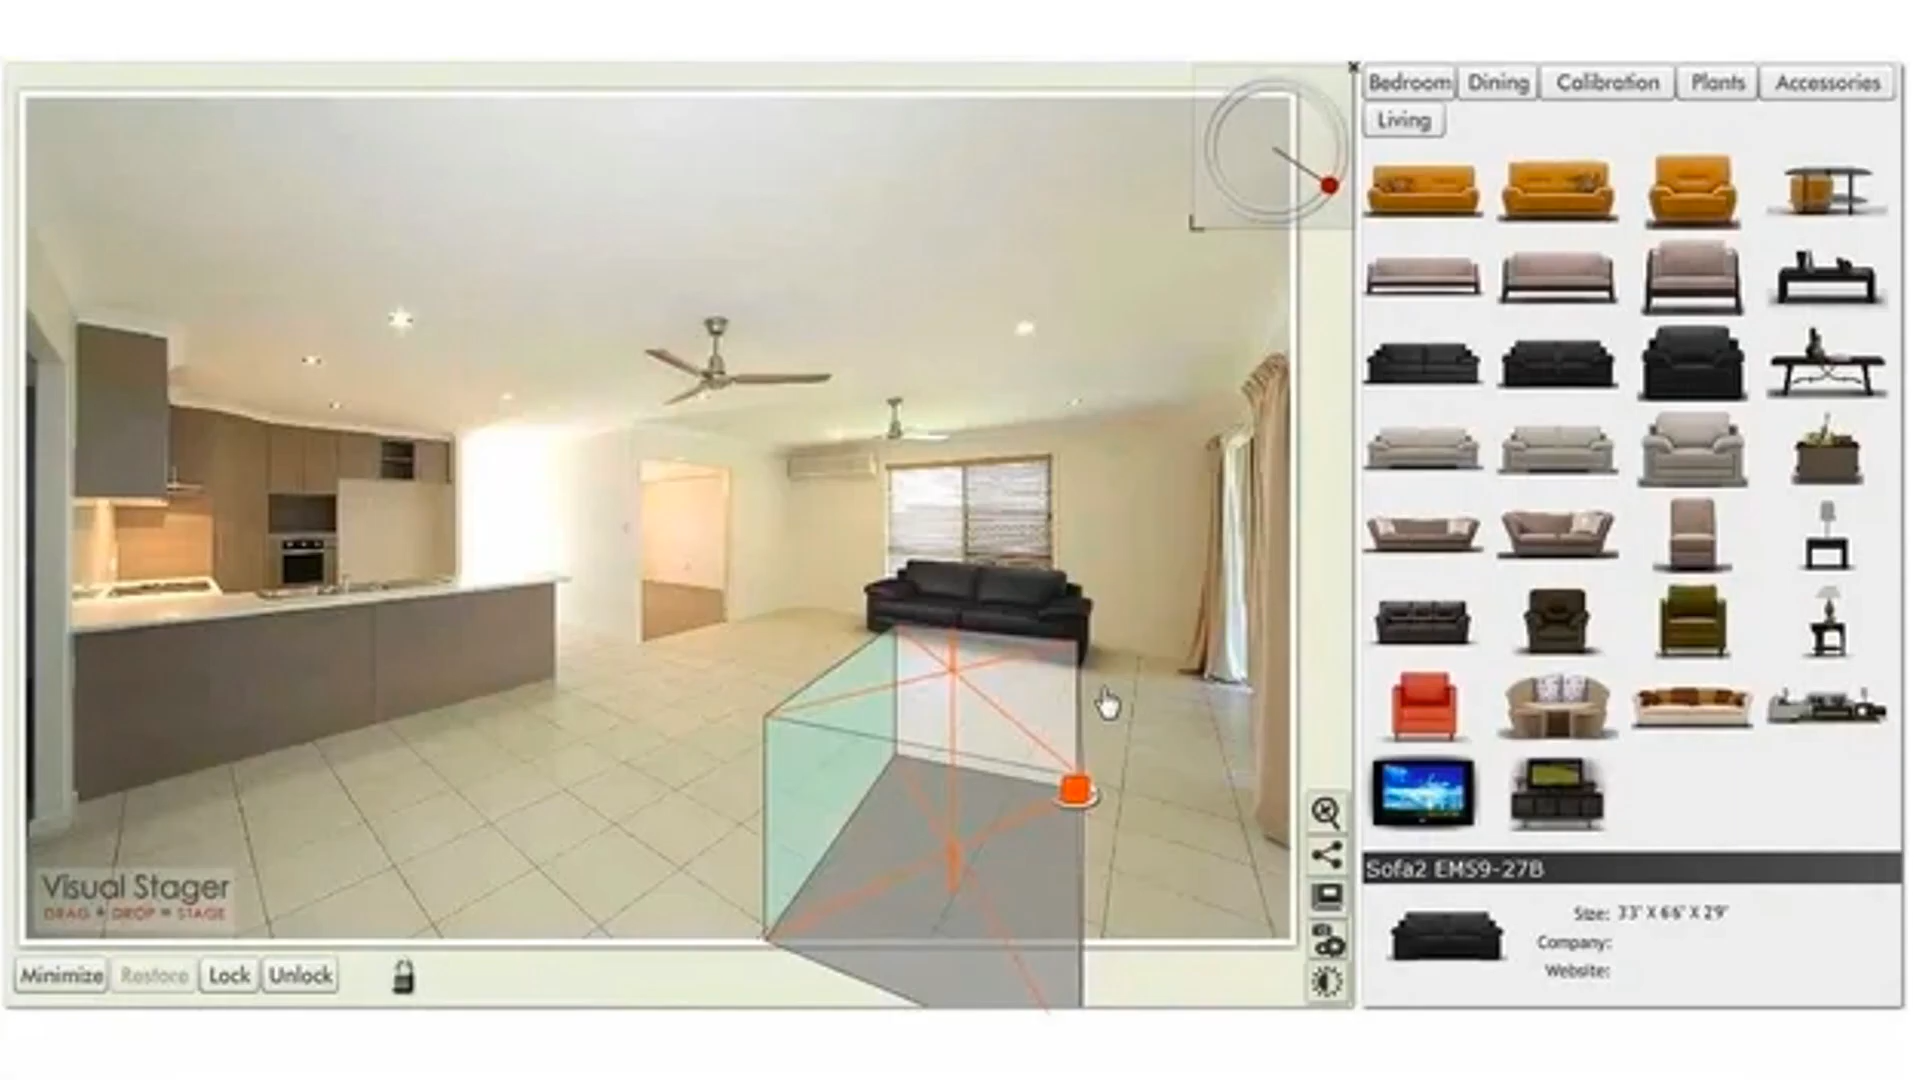 Bedroom Dining Calibration Plants Accessories
Living
Visual Stager
DRAG + DROP = STAGE
Minimize Restore Lock Unlock
Sofa2 EMS9-27B
Size: 33" X 66" X 29"
Company:
Website: